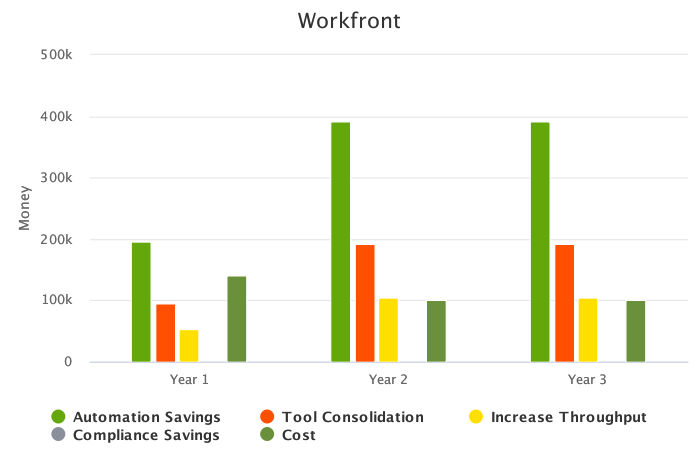 Workfront
500k
400k
300k
200k
100k
0
Money
Year 1
Year 2
Year 3
Automation Savings
Tool Consolidation
Increase Throughput
Compliance Savings
Cost